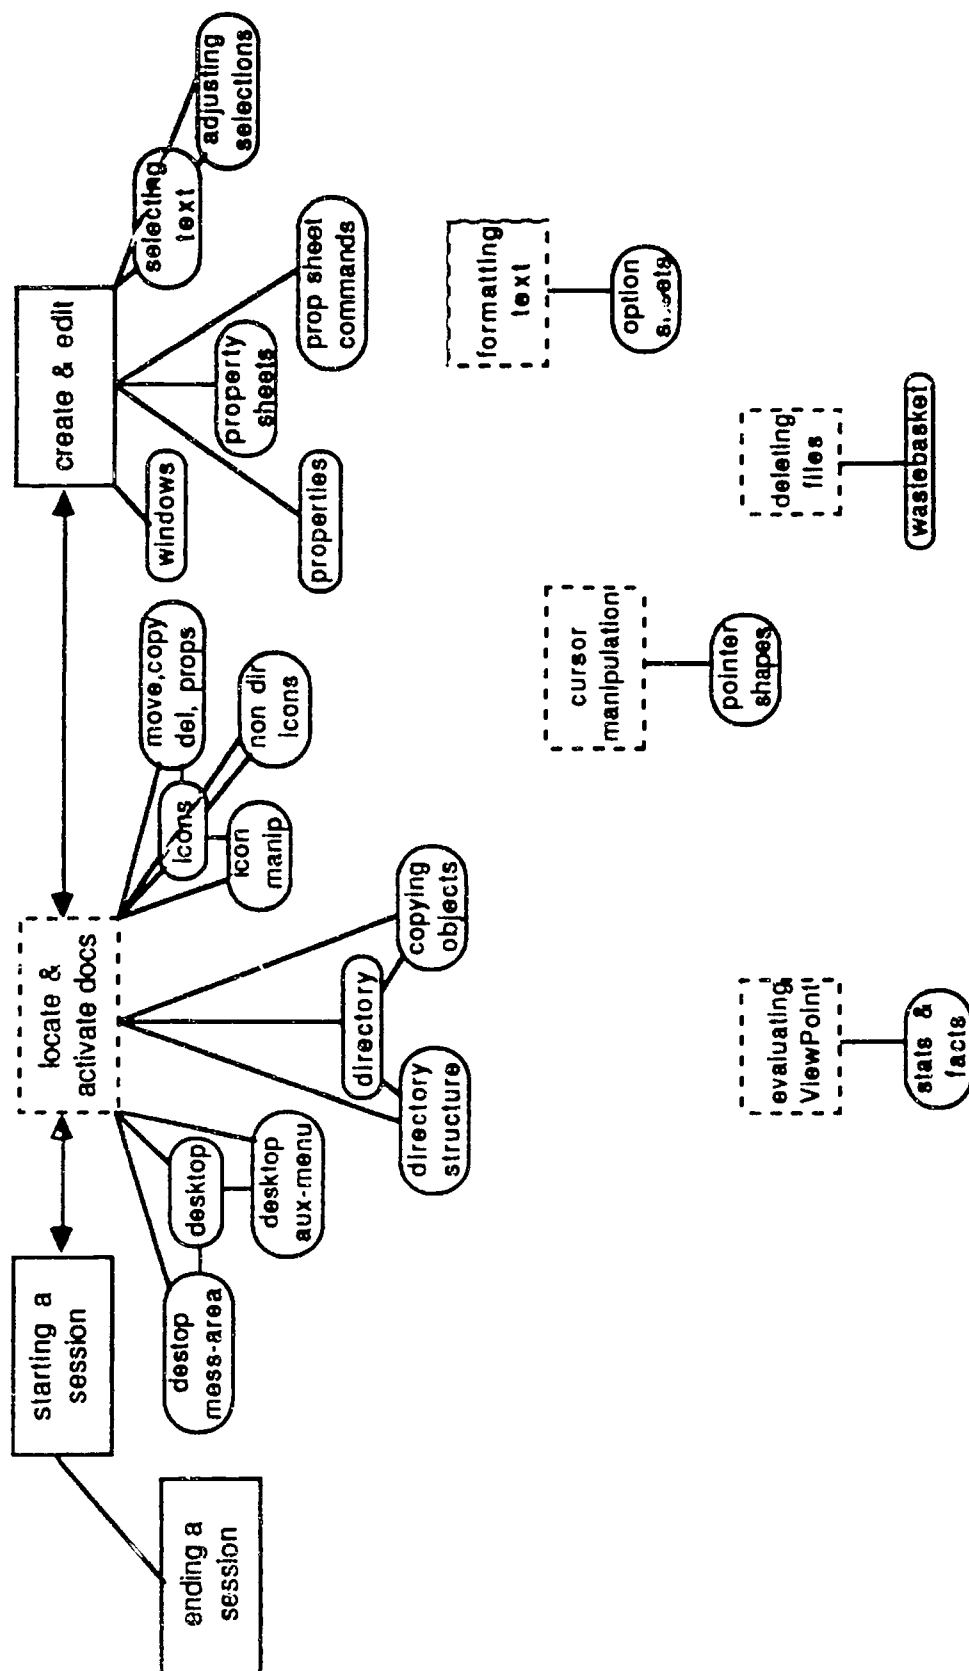 starting a
session
locate &
activate docs
create & edit
ending a
session
destop
mess-area
desktop
desktop
aux-menu
directory
structure
directory
copying
objects
icon
manip
icons
move,copy
del, props
non dir
icons
windows
properties
property
sheets
prop sheet
commands
selecting
text
adjusting
selections
formatting
text
option
cursor
manipulation
pointer
shapes
deleting
files
wastebasket
evaluating
ViewPoint
stats &
facts